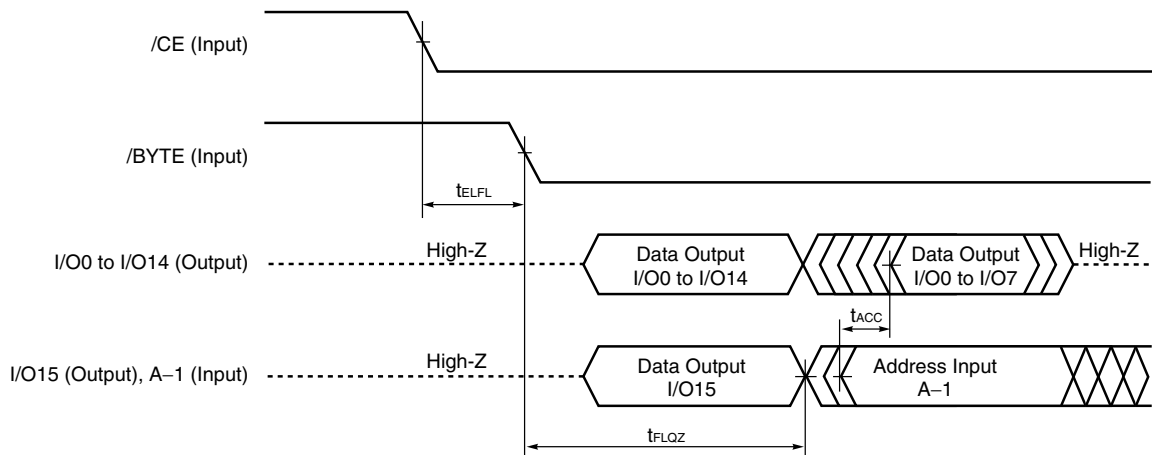 /CE (Input)
/BYTE (Input)
tELFL
I/O0 to I/O14 (Output)
High-Z
Data Output
I/O0 to I/O14
Data Output
I/O0 to I/O7
High-Z
tACC
I/O15 (Output), A–1 (Input)
High-Z
Data Output
I/O15
Address Input
A–1
tFLQZ